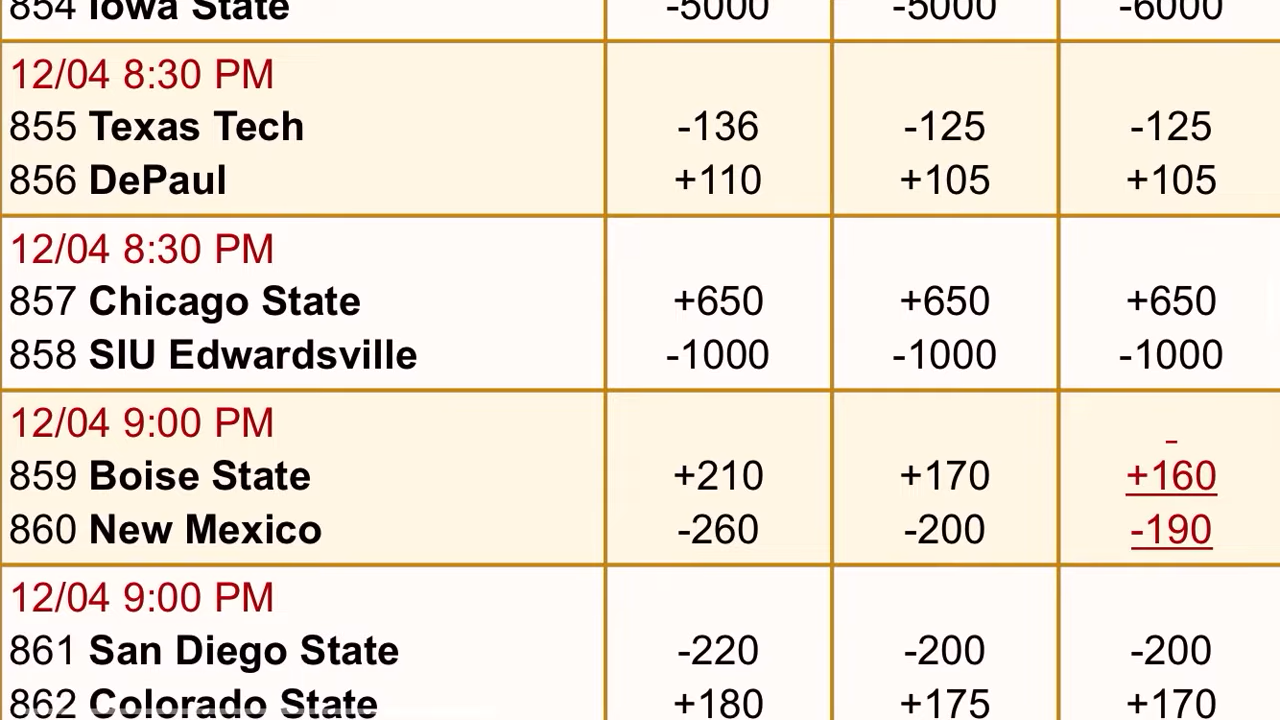 854 Iowa State -5000 -5000 -6000
12/04 8:30 PM
855 Texas Tech -136 -125 -125
856 DePaul +110 +105 +105
12/04 8:30 PM
857 Chicago State +650 +650 +650
858 SIU Edwardsville -1000 -1000 -1000
12/04 9:00 PM -
859 Boise State +210 +170 +160
860 New Mexico -260 -200 -190
12/04 9:00 PM
861 San Diego State -220 -200 -200
862 Colorado State +180 +175 +170